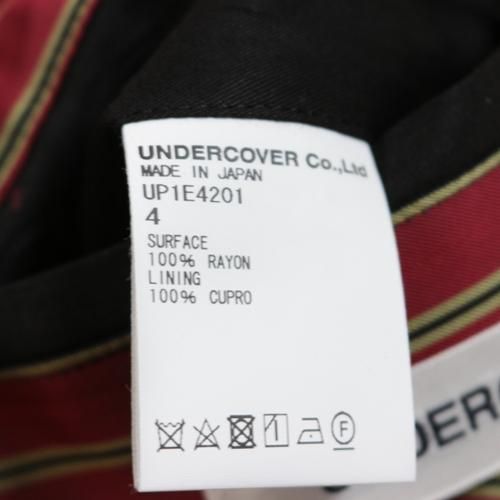 UNDERCOVER Co.,Ltd
MADE IN JAPAN
UP1E4201
4
SURFACE
100% RAYON
LINING
100% CUPRO
F